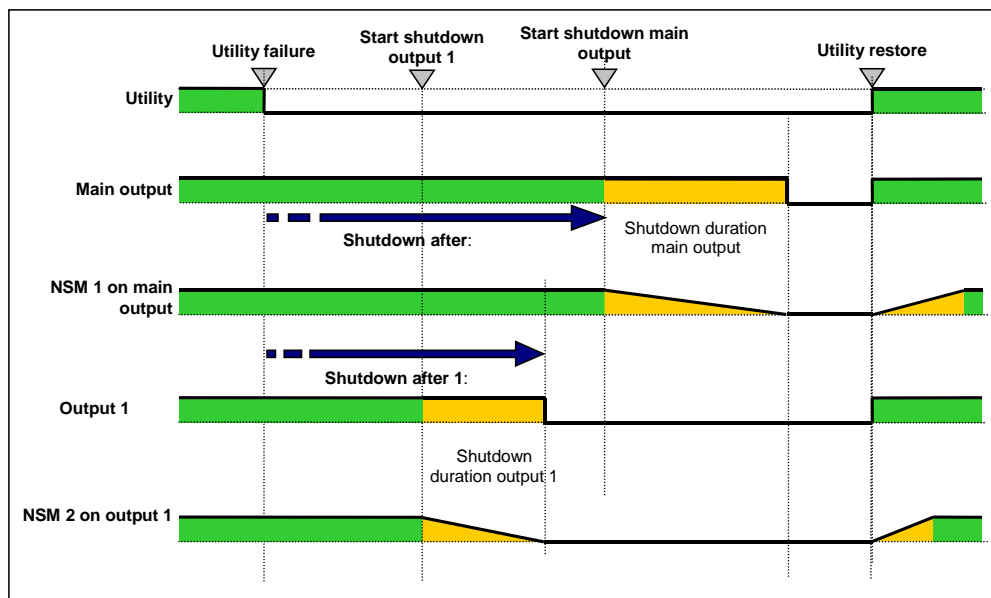 Utility failure
Start shutdown
output 1
Start shutdown main
output
Utility restore
Utility
Main output
Shutdown after:
Shutdown duration
main output
NSM 1 on main
output
Shutdown after 1:
Output 1
Shutdown
duration output 1
NSM 2 on output 1